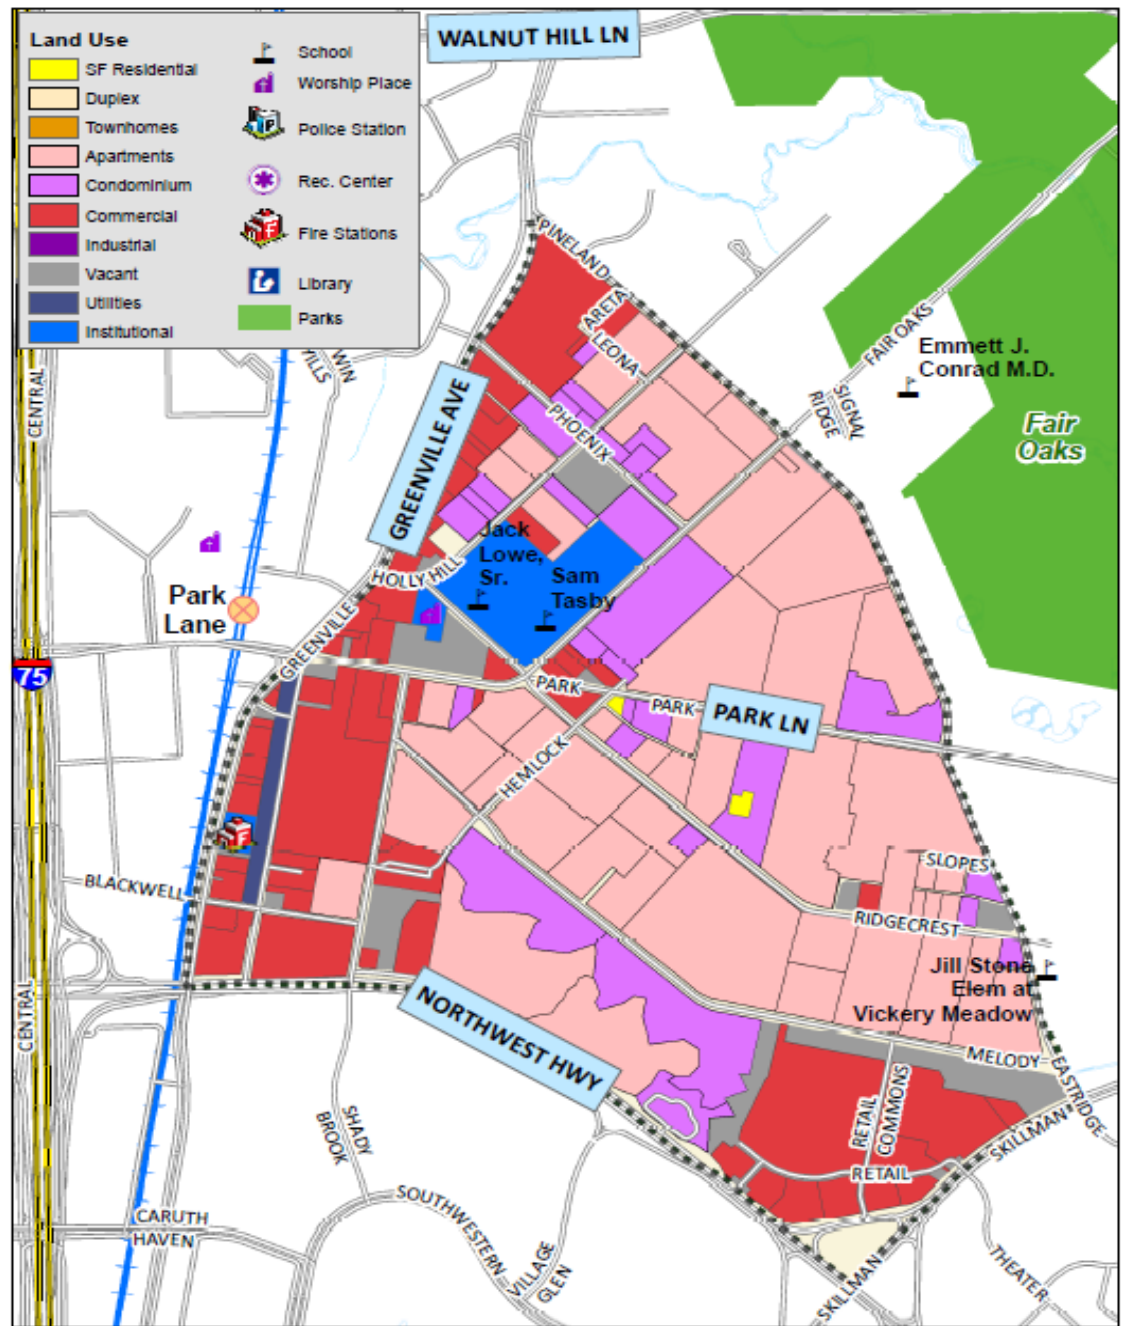 WALNUT HILL LN
Land Use
SF Residential
Duplex
Townhomes
Apartments
Condominium
Commercial
Industrial
Vacant
Utilities
Institutional
School
Worship Place
Police Station
Rec. Center
Fire Stations
Library
Parks
CENTRAL
WIN
GREENVILLE AVE
PINELAND
ARETA
LEONA
PHOENIX
FAIR OAKS
SIGNAL
RIDGE
Emmett J.
Conrad M.D.
Fair
Oaks
Jack
Lowe,
Sr.
Sam
Tasby
HOLLY HILL
Park
Lane
GREENVILLE
75
PARK
PARK
PARK LN
HEMLOCK
BLACKWELL
SLOPES
RIDGECREST
Jill Stone
Elem at
Vickery Meadow
CENTRAL
NORTHWEST HWY
MELODY
EASTRIDGE
RETAIL
COMMONS
SKILLMAN
RETAIL
SHADY
BROOK
SOUTHWESTERN
CARUTH
HAVEN
VILLAGE
GLEN
THEATER
SKILLMAN